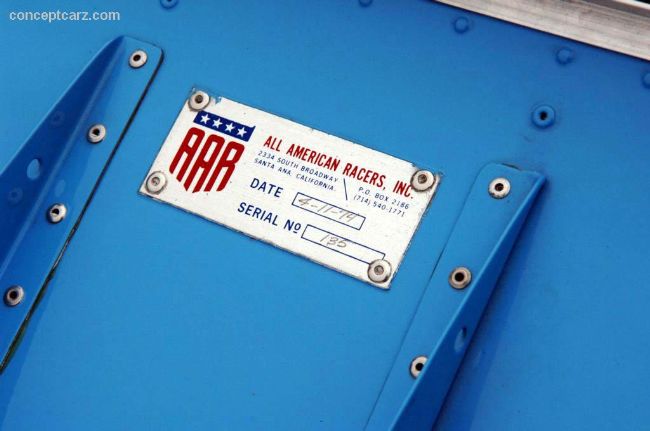 conceptcarz.com
AAR
ALL AMERICAN RACERS, INC.
2334 SOUTH BROADWAY \ P.O. BOX 2186
SANTA ANA, CALIFORNIA. \ (714) 540-1771
DATE 4-11-74
SERIAL No 135